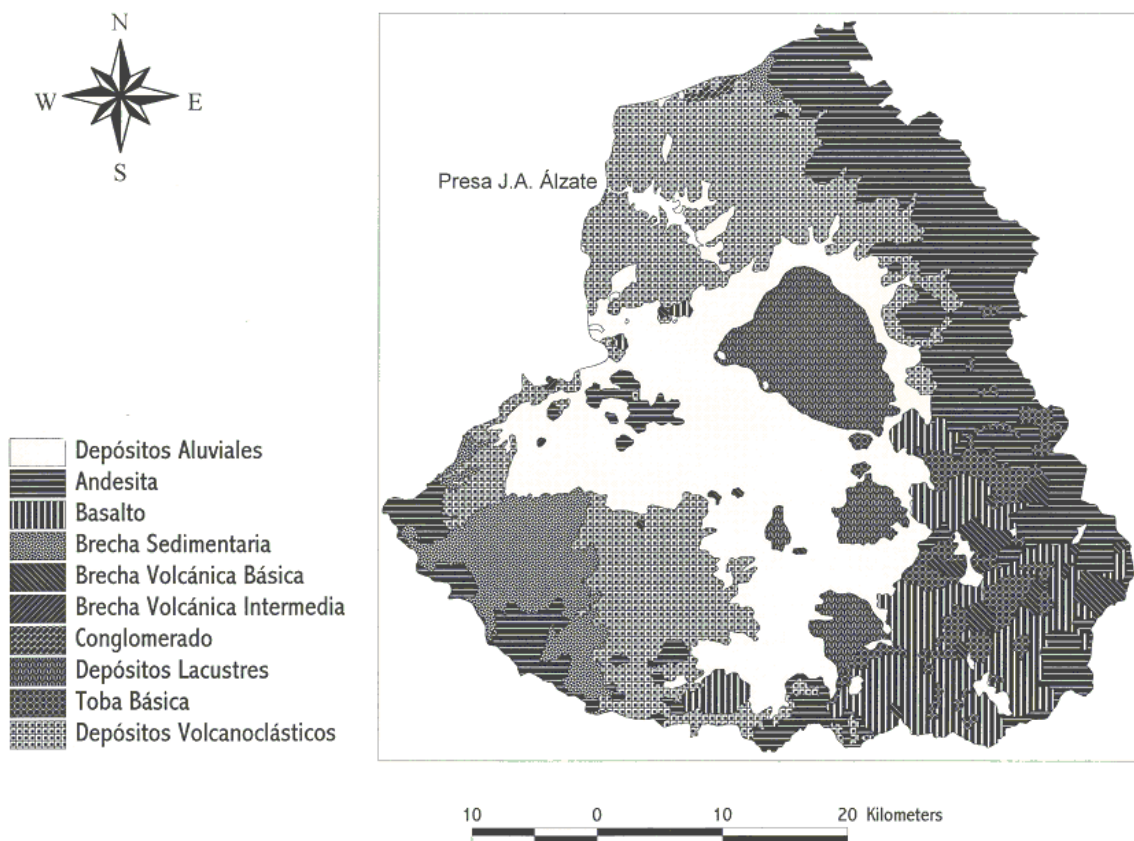 N
W E
S
Presa J.A. Álzate
Depósitos Aluviales
Andesita
Basalto
Brecha Sedimentaria
Brecha Volcánica Básica
Brecha Volcánica Intermedia
Conglomerado
Depósitos Lacustres
Toba Básica
Depósitos Volcanoclásticos
10 0 10 20 Kilometers